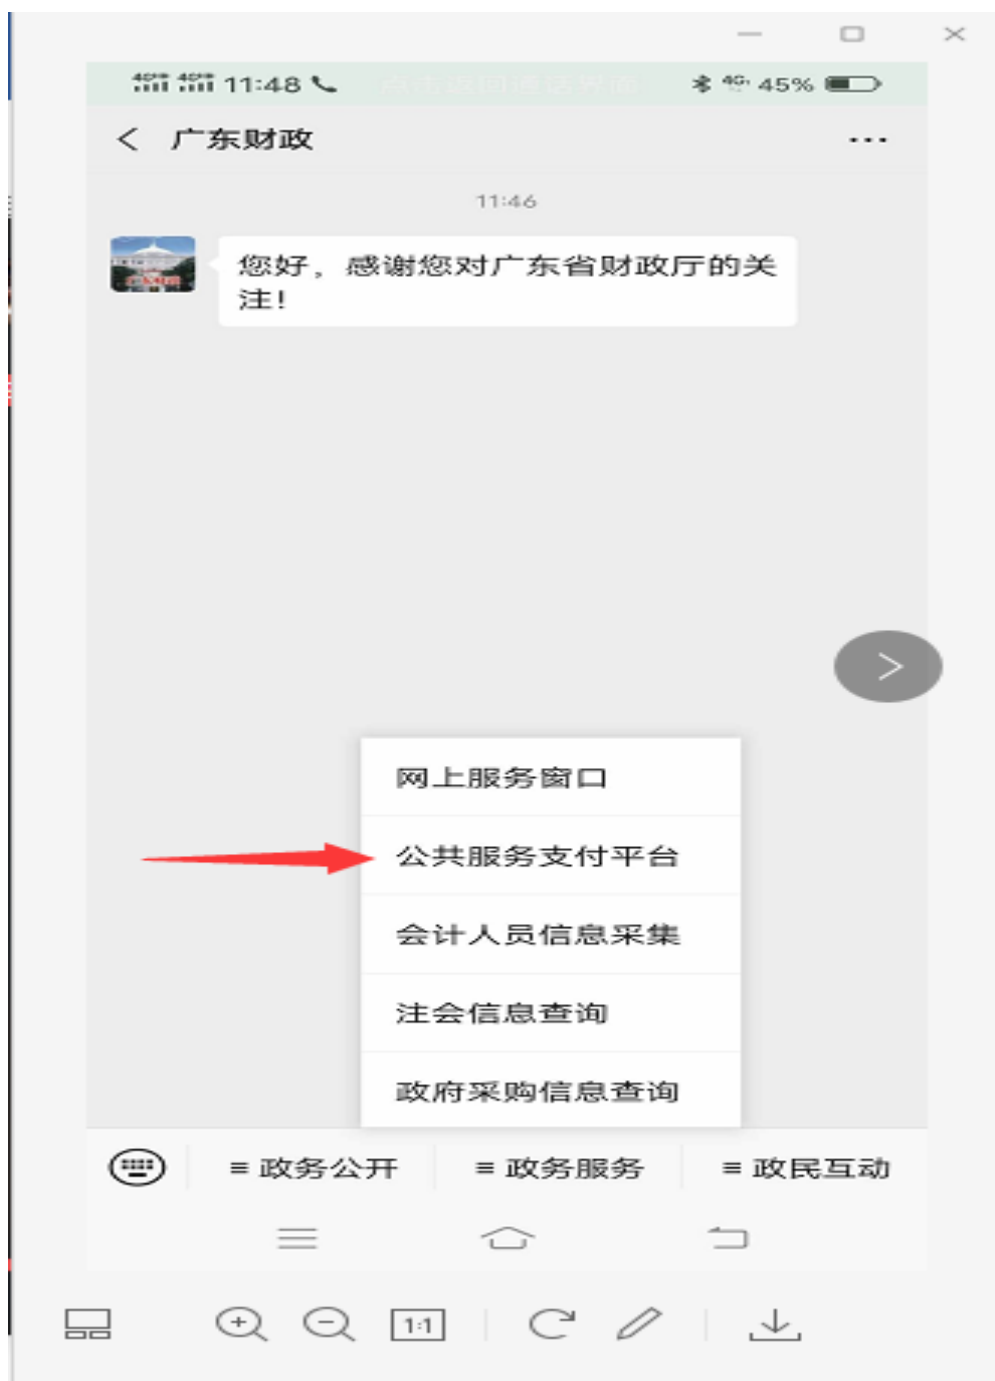 11:48
45%
广东财政
11:46
您好，感谢您对广东省财政厅的关
注！
网上服务窗口
公共服务支付平台
会计人员信息采集
注会信息查询
政府采购信息查询
≡ 政务公开
≡ 政务服务
≡ 政民互动
1:1